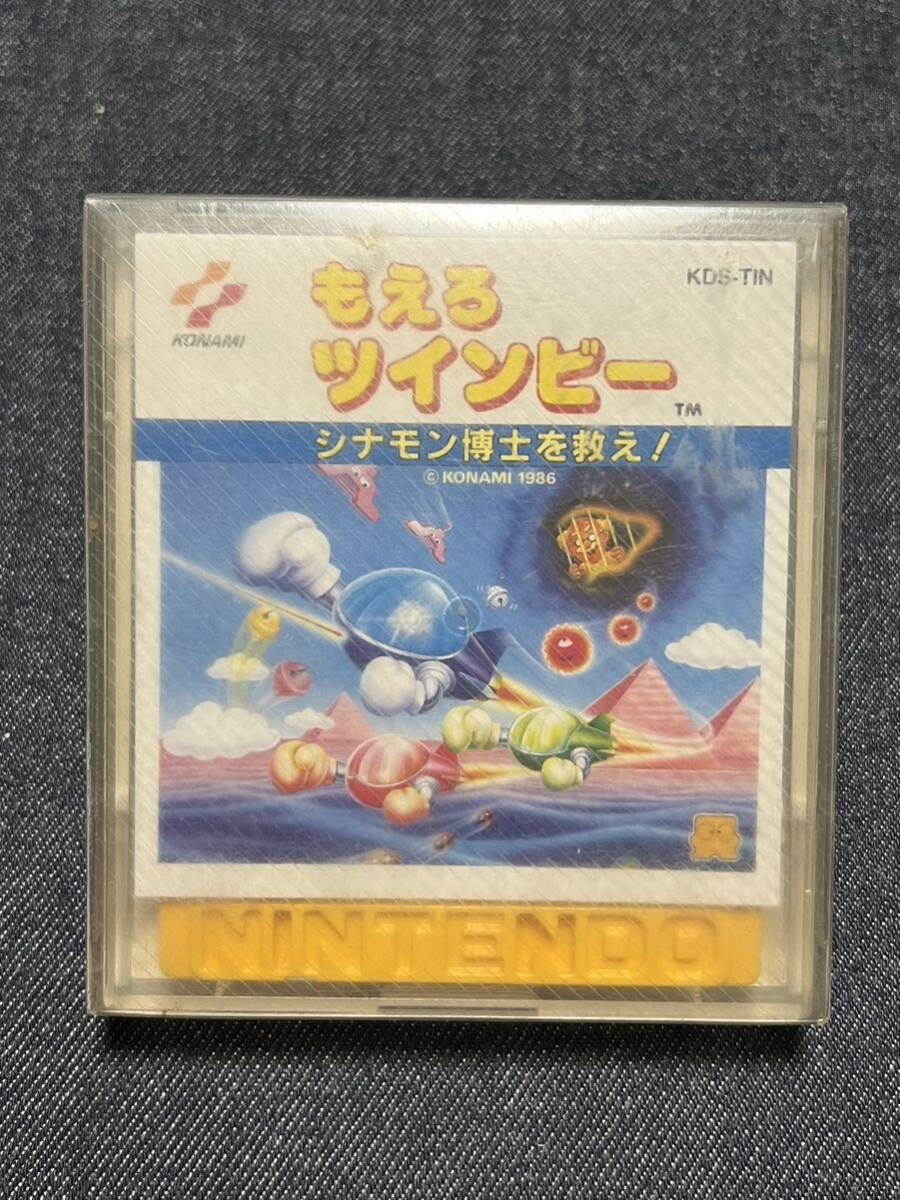 KONAMI
もえろ
ツインビー
TM
KDS-TIN
シナモン博士を救え!
© KONAMI 1986
NINTENDO